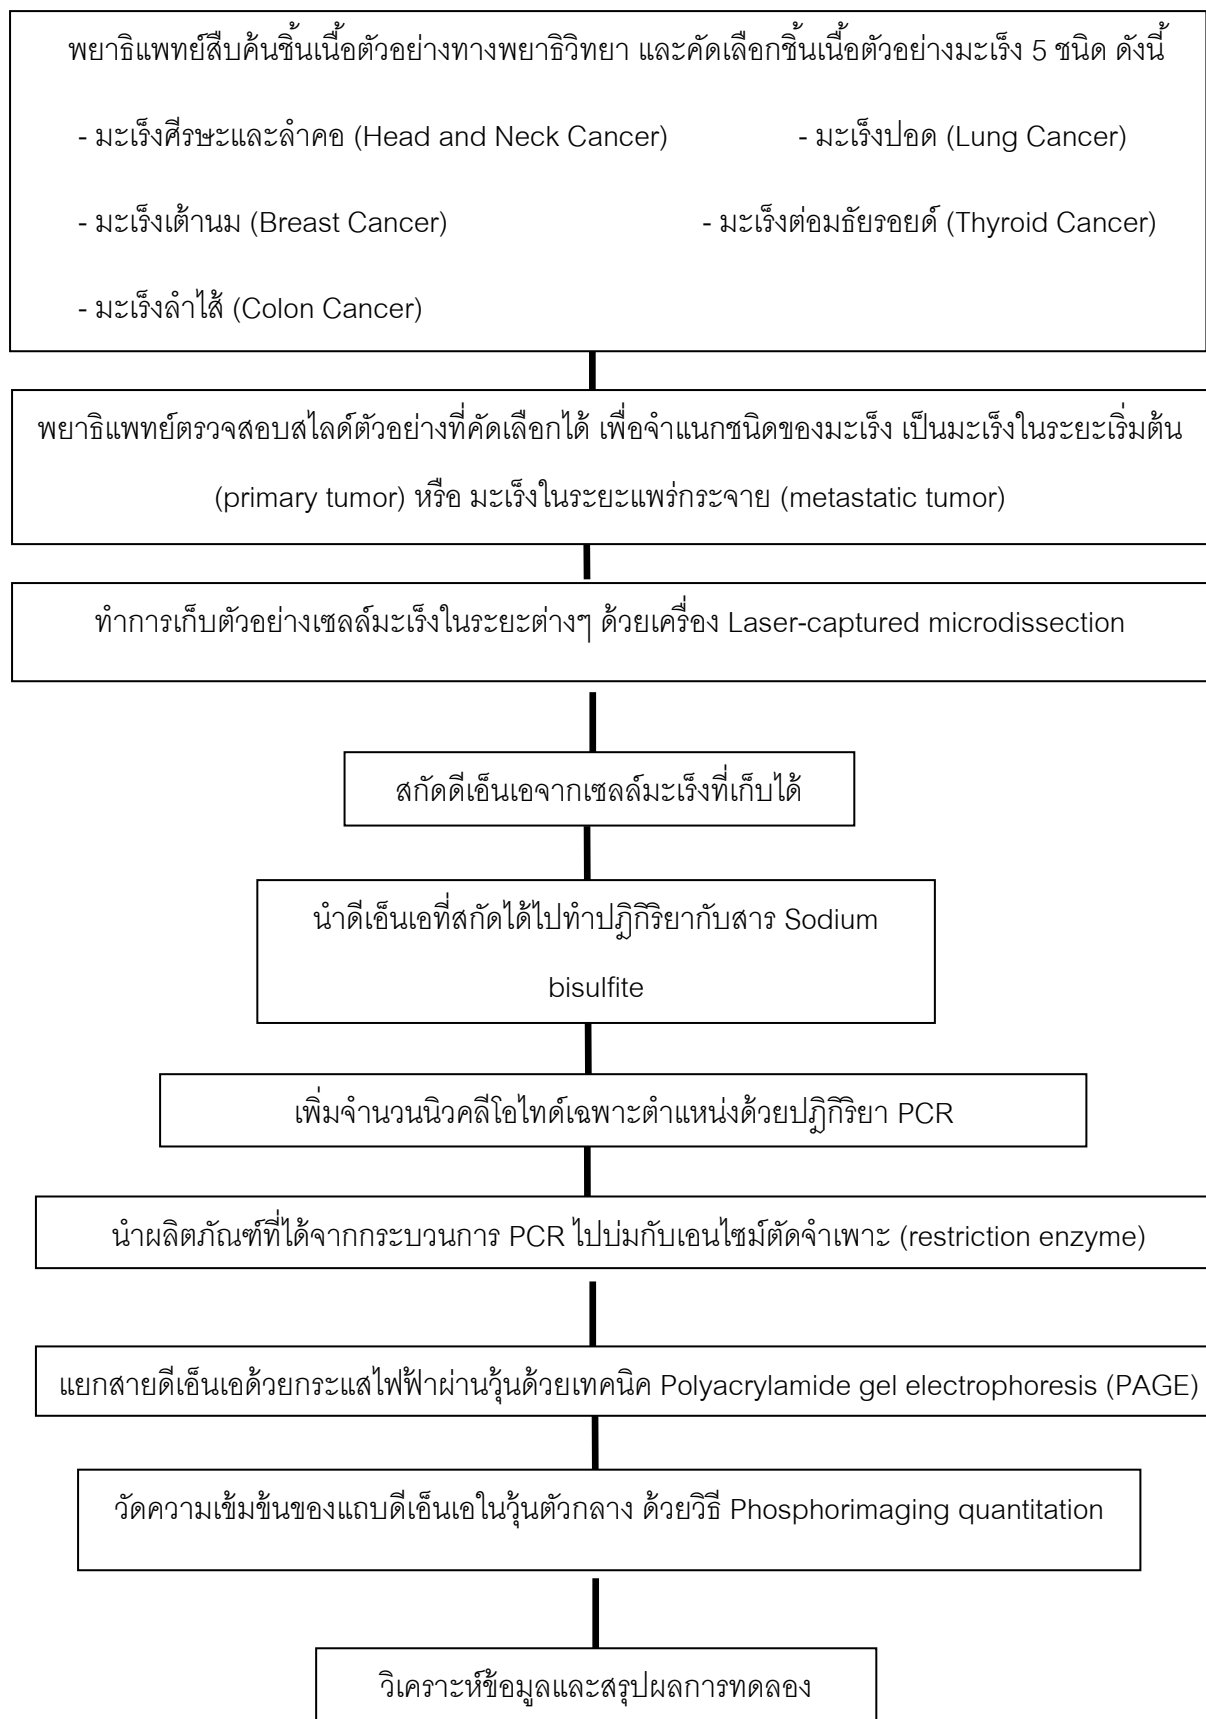 พยาธิแพทย์สืบค้นชิ้นเนื้อตัวอย่างทางพยาธิวิทยา และคัดเลือกชิ้นเนื้อตัวอย่างมะเร็ง 5 ชนิด ดังนี้
- มะเร็งศีรษะและลำคอ (Head and Neck Cancer) - มะเร็งปอด (Lung Cancer)
- มะเร็งเต้านม (Breast Cancer) - มะเร็งต่อมธัยรอยด์ (Thyroid Cancer)
- มะเร็งลำไส้ (Colon Cancer)
พยาธิแพทย์ตรวจสอบสไลด์ตัวอย่างที่คัดเลือกได้ เพื่อจำแนกชนิดของมะเร็ง เป็นมะเร็งในระยะเริ่มต้น
(primary tumor) หรือ มะเร็งในระยะแพร่กระจาย (metastatic tumor)
ทำการเก็บตัวอย่างเซลล์มะเร็งในระยะต่างๆ ด้วยเครื่อง Laser-captured microdissection
สกัดดีเอ็นเอจากเซลล์มะเร็งที่เก็บได้
นำดีเอ็นเอที่สกัดได้ไปทำปฏิกิริยากับสาร Sodium
bisulfite
เพิ่มจำนวนนิวคลีโอไทด์เฉพาะตำแหน่งด้วยปฏิกิริยา PCR
นำผลิตภัณฑ์ที่ได้จากกระบวนการ PCR ไปบ่มกับเอนไซม์ตัดจำเพาะ (restriction enzyme)
แยกสายดีเอ็นเอด้วยกระแสไฟฟ้าผ่านวุ้นด้วยเทคนิค Polyacrylamide gel electrophoresis (PAGE)
วัดความเข้มข้นของแถบดีเอ็นเอในวุ้นตัวกลาง ด้วยวิธี Phosphorimaging quantitation
วิเคราะห์ข้อมูลและสรุปผลการทดลอง